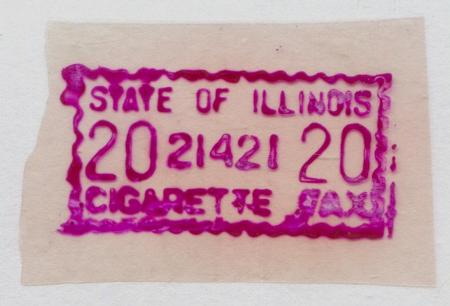 STATE OF ILLINOIS
20 21421 20
CIGARETTE TAX